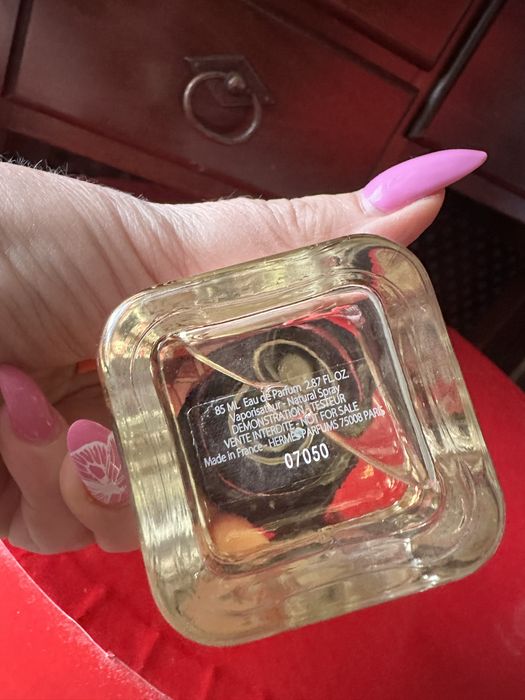 85 ML Eau de Parfum 2.87 FL.OZ.
Vaporisateur - Natural Spray
DEMONSTRATION - TESTEUR
VENTE INTERDITE - NOT FOR SALE
Made in France - HERMES PARFUMS 75008 PARIS
07050